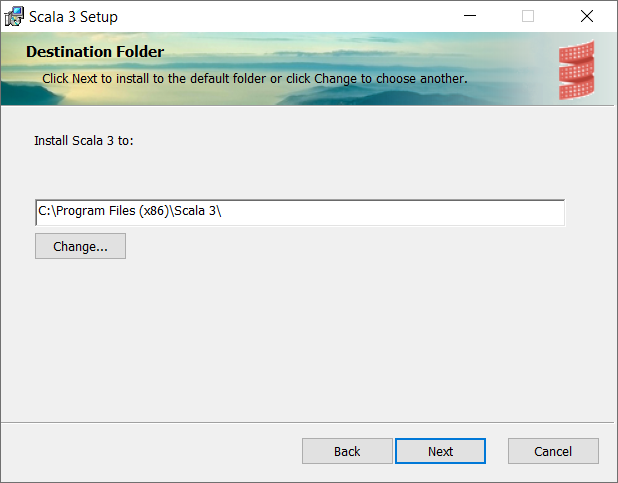 Scala 3 Setup
Destination Folder
Click Next to install to the default folder or click Change to choose another.
Install Scala 3 to:
C:\Program Files (x86)\Scala 3\
Change...
Back
Next
Cancel